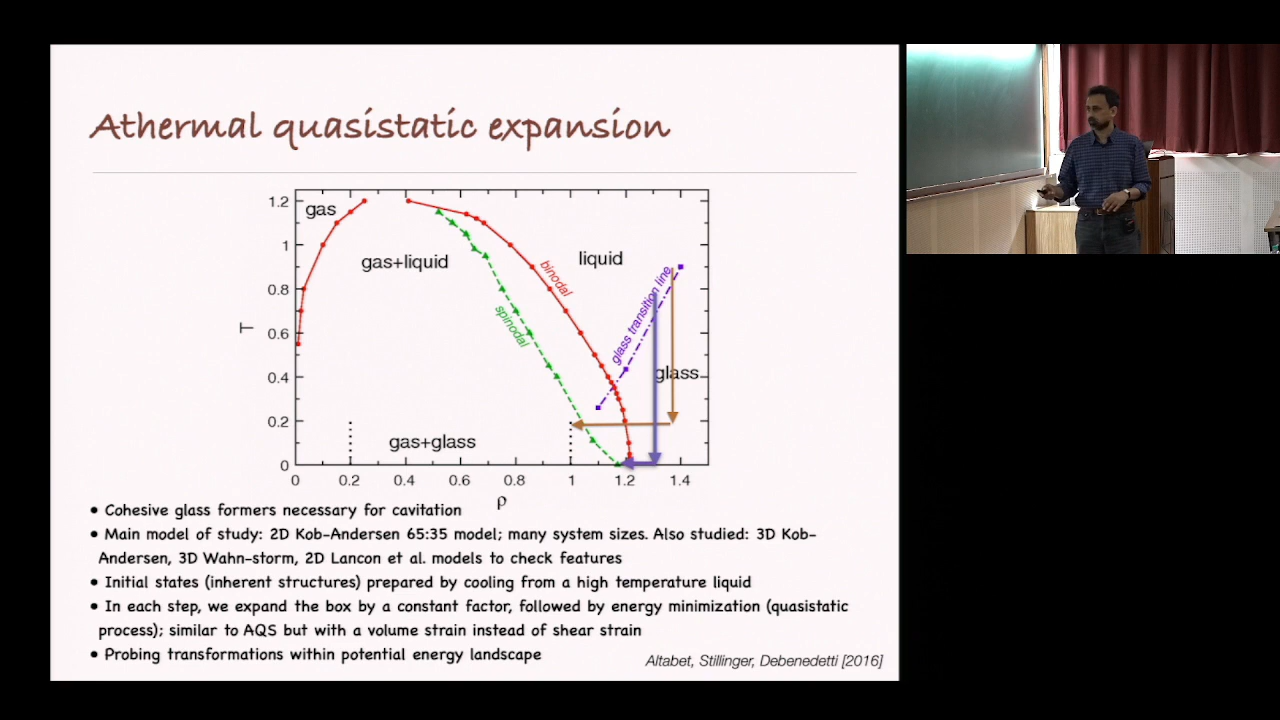 Athermal quasistatic expansion
1.2
1
0.8
0.6
0.4
0.2
0
T
gas
gas+liquid
liquid
binodal
spinodal
glass transition line
glass
gas+glass
0 0.2 0.4 0.6 0.8 1 1.2 1.4
ρ
• Cohesive glass formers necessary for cavitation
• Main model of study: 2D Kob-Andersen 65:35 model; many system sizes. Also studied: 3D Kob-
Andersen, 3D Wahn-storm, 2D Lancon et al. models to check features
• Initial states (inherent structures) prepared by cooling from a high temperature liquid
• In each step, we expand the box by a constant factor, followed by energy minimization (quasistatic
process); similar to AQS but with a volume strain instead of shear strain
• Probing transformations within potential energy landscape
Altabet, Stillinger, Debenedetti [2016]